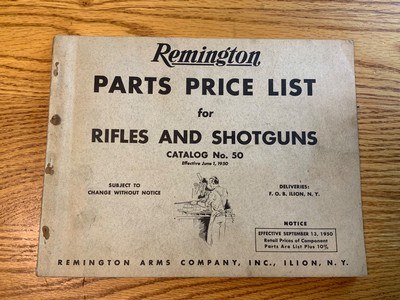 Remington
PARTS PRICE LIST
for
RIFLES AND SHOTGUNS
CATALOG No. 50
Effective June 1, 1950
SUBJECT TO
CHANGE WITHOUT NOTICE
DELIVERIES:
F. O. B. ILION, N. Y.
NOTICE
EFFECTIVE SEPTEMBER 13, 1950
Retail Prices of Component
Parts Are List Plus 10%
REMINGTON ARMS COMPANY, INC., ILION, N. Y.